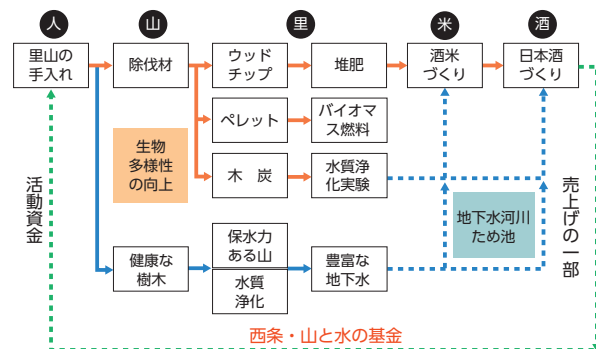 人
山
里
米
酒
里山の
手入れ
除伐材
ウッド
チップ
堆肥
酒米
づくり
日本酒
づくり
ペレット
バイオマ
ス燃料
生物
多様性
の向上
木 炭
水質浄
化実験
活動資金
売上げの一部
地下水河川
ため池
健康な
樹木
保水力
ある山
水質
浄化
豊富な
地下水
西条・山と水の基金